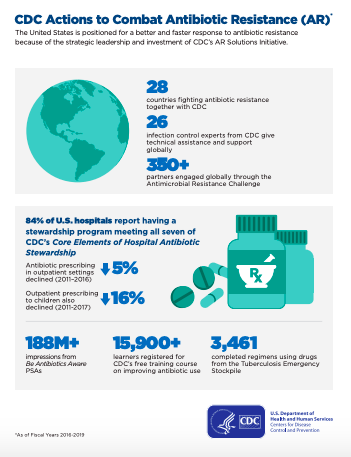 CDC Actions to Combat Antibiotic Resistance (AR)*
The United States is positioned for a better and faster response to antibiotic resistance
because of the strategic leadership and investment of CDC's AR Solutions Initiative.
28
countries fighting antibiotic resistance
together with CDC
26
infection control experts from CDC give
technical assistance and support
globally
350+
partners engaged globally through the
Antimicrobial Resistance Challenge
84% of U.S. hospitals report having a
stewardship program meeting all seven of
CDC's Core Elements of Hospital Antibiotic
Stewardship
Antibiotic prescribing
in outpatient settings
declined (2011-2016)
5%
Outpatient prescribing
to children also
declined (2011-2017)
16%
Rx
188M+
impressions from
Be Antibiotics Aware
PSAs
15,900+
learners registered for
CDC's free training course
on improving antibiotic use
3,461
completed regimens using drugs
from the Tuberculosis Emergency
Stockpile
*As of Fiscal Years 2016-2019
CDC
U.S. Department of
Health and Human Services
Centers for Disease
Control and Prevention